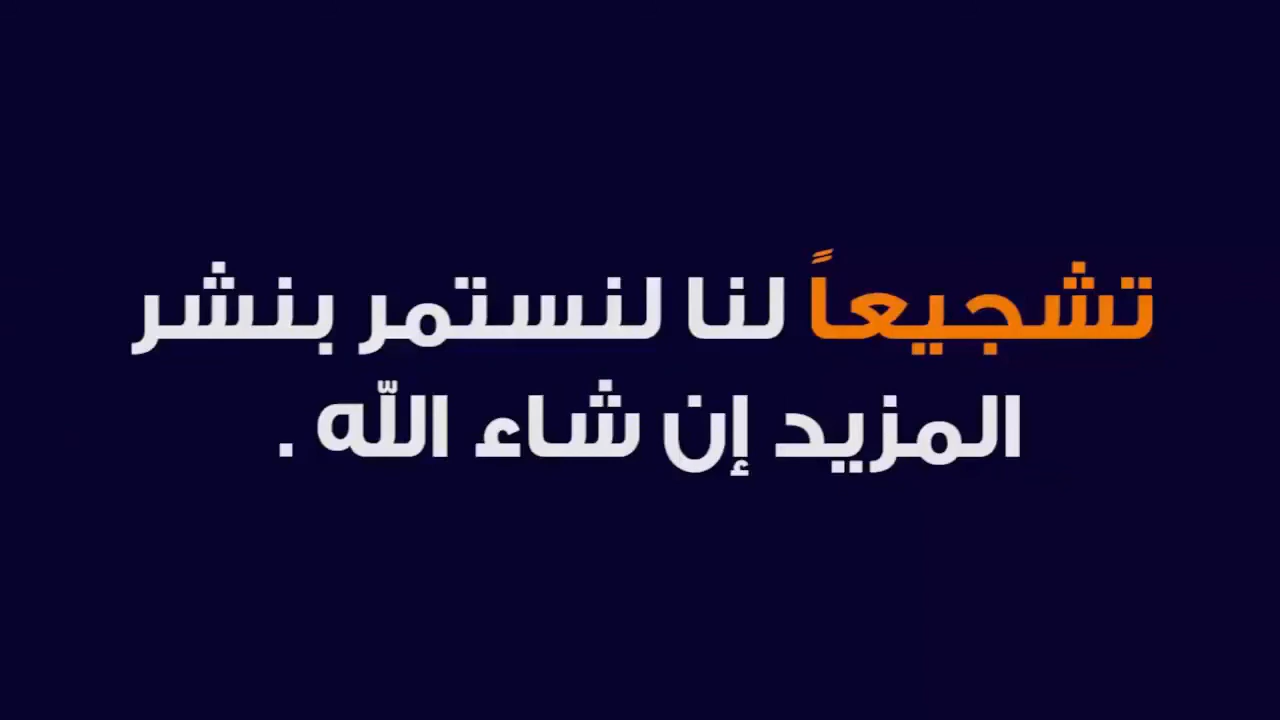 تشجيعاً لنا لنستمر بنشر
المزيد إن شاء الله .